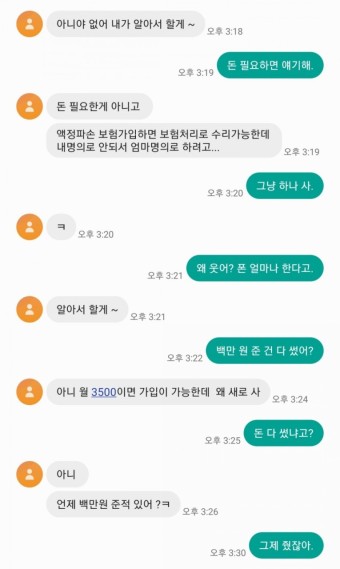 아니야 없어 내가 알아서 할게 ~
오후 3:18
돈 필요하면 얘기해.
오후 3:19
돈 필요한게 아니고
액정파손 보험가입하면 보험처리로 수리가능한데
내명의로 안되서 엄마명의로 하려고...
오후 3:19
그냥 하나 사.
오후 3:20
ㅋ
오후 3:20
왜 웃어? 폰 얼마나 한다고.
오후 3:21
알아서 할게 ~
오후 3:21
백만 원 준 건 다 썼어?
오후 3:22
아니 월 3500이면 가입이 가능한데 왜 새로 사
오후 3:24
돈 다 썼냐고?
오후 3:25
아니
언제 백만원 준적 있어 ?ㅋ
오후 3:26
그제 줬잖아.
오후 3:30